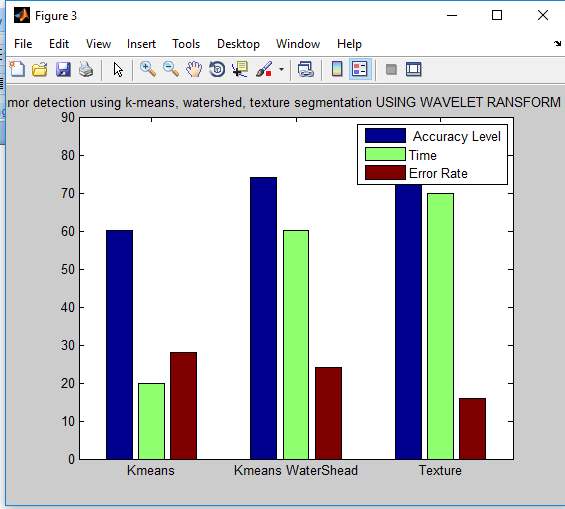 Figure 3
File Edit View Insert Tools Desktop Window Help
mor detection using k-means, watershed, texture segmentation USING WAVELET RANSFORM
90
80
70
60
50
40
30
20
10
0
Accuracy Level
Time
Error Rate
Kmeans
Kmeans WaterShead
Texture